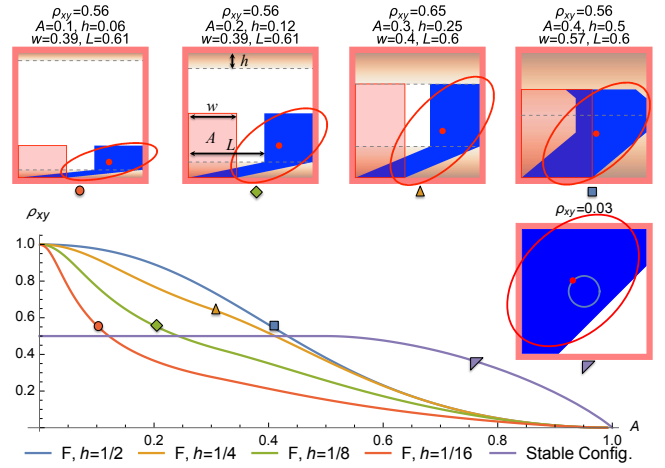 ρxy=0.56
A=0.1, h=0.06
w=0.39, L=0.61
ρxy=0.56
A=0.2, h=0.12
w=0.39, L=0.61
ρxy=0.65
A=0.3, h=0.25
w=0.4, L=0.6
ρxy=0.56
A=0.4, h=0.5
w=0.57, L=0.6
h
w
A
L
ρxy
ρxy=0.03
1.0
0.8
0.6
0.4
0.2
0.2 0.4 0.6 0.8 1.0 A
F, h=1/2 F, h=1/4 F, h=1/8 F, h=1/16 Stable Config.